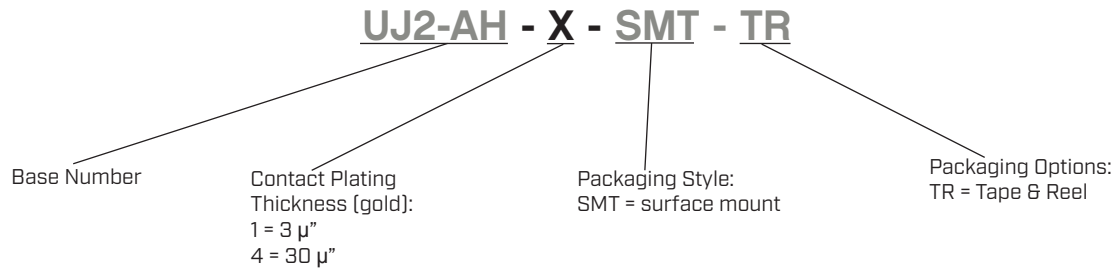 UJ2-AH - X - SMT - TR
Base Number
Contact Plating
Thickness (gold):
1 = 3 µ”
4 = 30 µ”
Packaging Style:
SMT = surface mount
Packaging Options:
TR = Tape & Reel